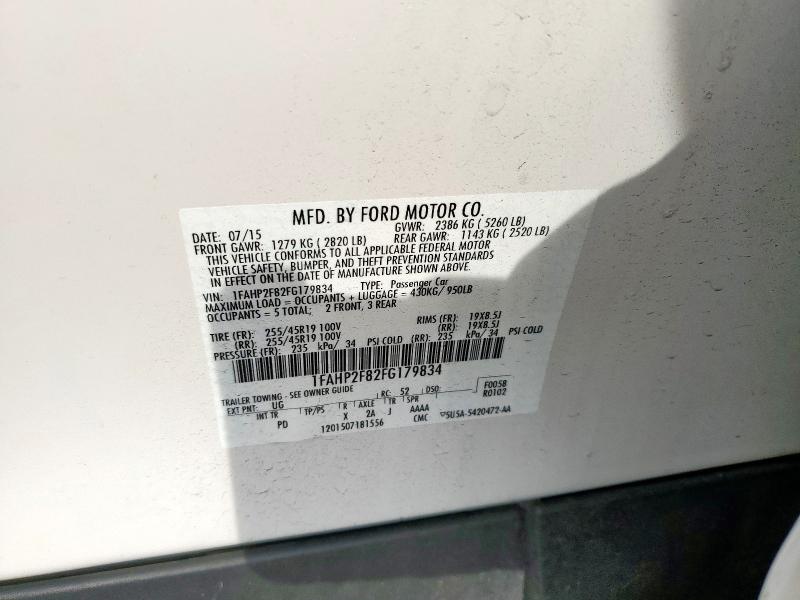 MFD. BY FORD MOTOR CO.
DATE: 07/15 GVWR: 2386 KG ( 5260 LB)
FRONT GAWR: 1279 KG ( 2820 LB) REAR GAWR: 1143 KG ( 2520 LB)
THIS VEHICLE CONFORMS TO ALL APPLICABLE FEDERAL MOTOR
VEHICLE SAFETY, BUMPER, AND THEFT PREVENTION STANDARDS
IN EFFECT ON THE DATE OF MANUFACTURE SHOWN ABOVE.
VIN: 1FAHP2F82FG179834 TYPE: Passenger Car
MAXIMUM LOAD = OCCUPANTS + LUGGAGE = 430KG/ 950LB
OCCUPANTS = 5 TOTAL; 2 FRONT, 3 REAR
TIRE (FR): 255/45R19 100V RIMS (FR): 19X8.5J
(RR): 255/45R19 100V (RR): 19X8.5J
PRESSURE (FR): 235 kPa/ 34 PSI COLD (RR): 235 kPa/ 34 PSI COLD
1FAHP2F82FG179834
TRAILER TOWING - SEE OWNER GUIDE RC: 52 DSO: F0058
EXT PNT: UG R0102
INT TR TP/PS R AXLE TR SPR
PD X 2A J AAAA 5U5A-5420472-AA
1201507181556 CMC